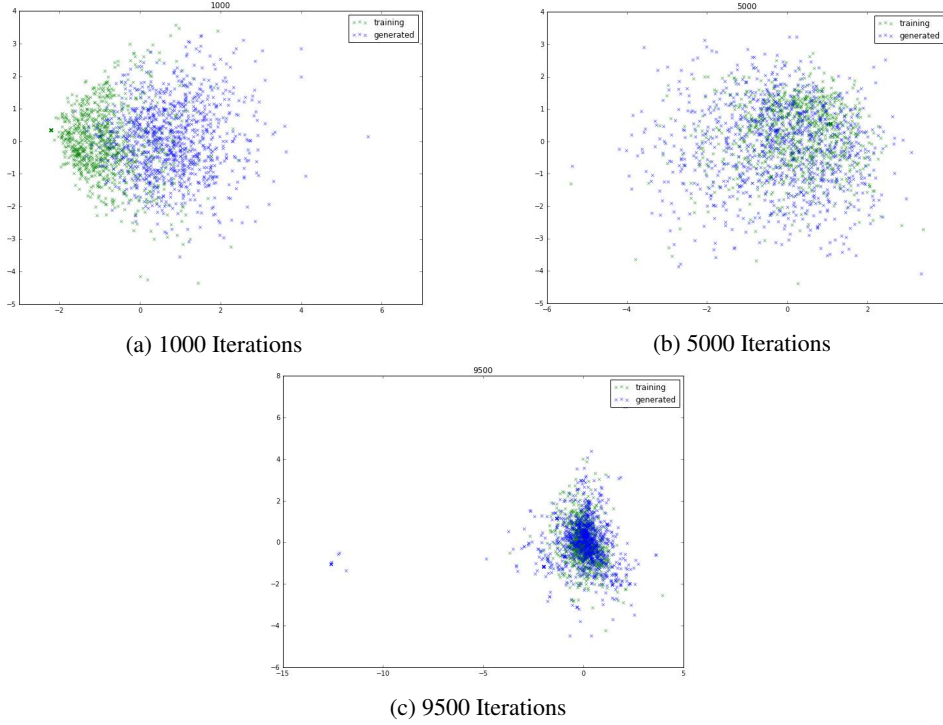 1000
training
generated
4
3
2
1
0
−1
−2
−3
−4
−5
−2 0 2 4 6
(a) 1000 Iterations
5000
training
generated
4
3
2
1
0
−1
−2
−3
−4
−5
−6 −4 −2 0 2 4
(b) 5000 Iterations
9500
training
generated
8
6
4
2
0
−2
−4
−6
−15 −10 −5 0 5
(c) 9500 Iterations